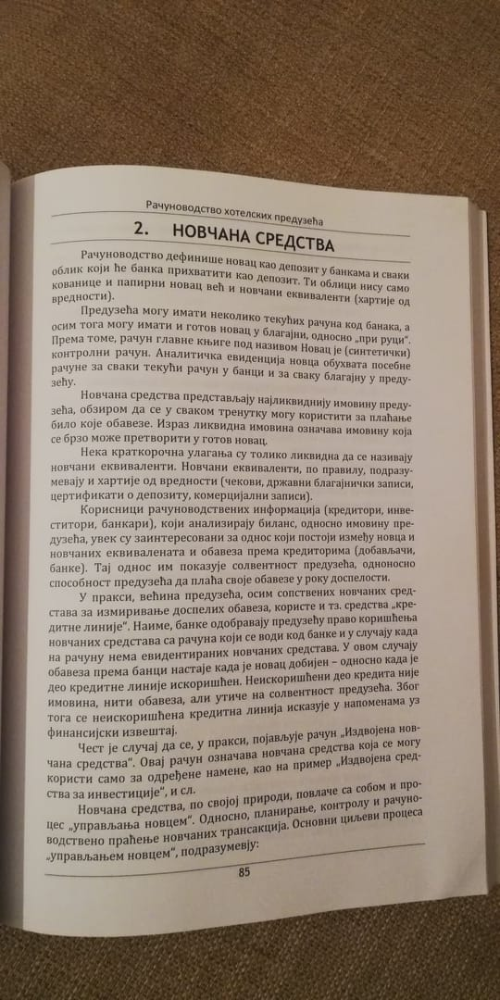 Рачуноводство хотелских предузећа
2. НОВЧАНА СРЕДСТВА
Рачуноводство дефинише новац као депозит у банкама и сваки
облик који ће банка прихватити као депозит. Ти облици нису само
кованице и папирни новац већ и новчани еквиваленти (хартије од
вредности).
Предузећа могу имати неколико текућих рачуна код банака, а
осим тога могу имати и готов новац у благајни, односно „при руци“.
Према томе, рачун главне књиге под називом Новац је (синтетички)
контролни рачун. Аналитичка евиденција новца обухвата посебне
рачуне за сваки текући рачун у банци и за сваку благајну у преду-
зећу.
Новчана средства представљају најликвиднију имовину преду-
зећа, обзиром да се у сваком тренутку могу користити за плаћање
било које обавезе. Израз ликвидна имовина означава имовину која
се брзо може претворити у готов новац.
Нека краткорочна улагања су толико ликвидна да се називају
новчани еквиваленти. Новчани еквиваленти, по правилу, подразу-
мевају и хартије од вредности (чекови, државни благајнички записи,
цертификати о депозиту, комерцијални записи).
Корисници рачуноводствених информација (кредитори, инве-
ститори, банкари), који анализирају биланс, односно имовину пре-
дузећа, увек су заинтересовани за однос који постоји између новца и
новчаних еквивалената и обавеза према кредиторима (добављачи,
банке). Тај однос им показује солвентност предузећа, одноносно
способност предузећа да плаћа своје обавезе у року доспелости.
У пракси, већина предузећа, осим сопствених новчаних сред-
става за измиривање доспелих обавеза, користе и тз. средства „кре-
дитне линије“. Наиме, банке одобравају предузећу право коришћења
новчаних средстава са рачуна који се води код банке и у случају када
на рачуну нема евидентираних новчаних средстава. У овом случају
обавеза према банци настаје када је новац добијен – односно када је
део кредитне линије искоришћен. Неискоришћени део кредита није
имовина, нити обавеза, али утиче на солвентност предузећа. Због
тога се неискоришћена кредитна линија исказује у напоменама уз
финансијски извештај.
Чест је случај да се, у пракси, појављује рачун „Издвојена нов-
чана средства“. Овај рачун означава новчана средства која се могу
користи само за одређене намене, као на пример „Издвојена сред-
ства за инвестиције“, и сл.
Новчана средства, по својој природи, повлаче са собом и про-
цес „управљања новцем“. Односно, планирање, контролу и рачуно-
водствено праћење новчаних трансакција. Основни циљеви процеса
„управљањем новцем“, подразумевју:
85